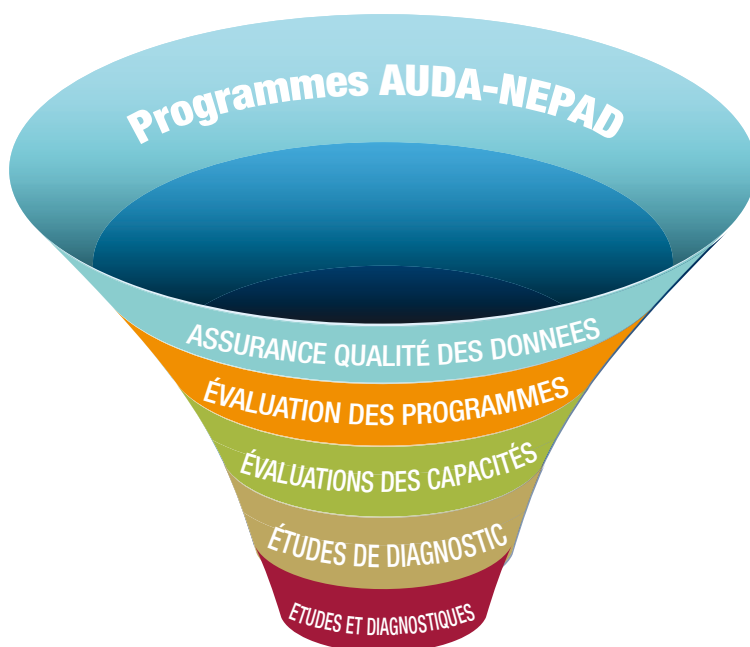 Programmes AUDA-NEPAD
ASSURANCE QUALITÉ DES DONNEES
ÉVALUATION DES PROGRAMMES
ÉVALUATIONS DES CAPACITÉS
ÉTUDES DE DIAGNOSTIC
ETUDES ET DIAGNOSTIQUES